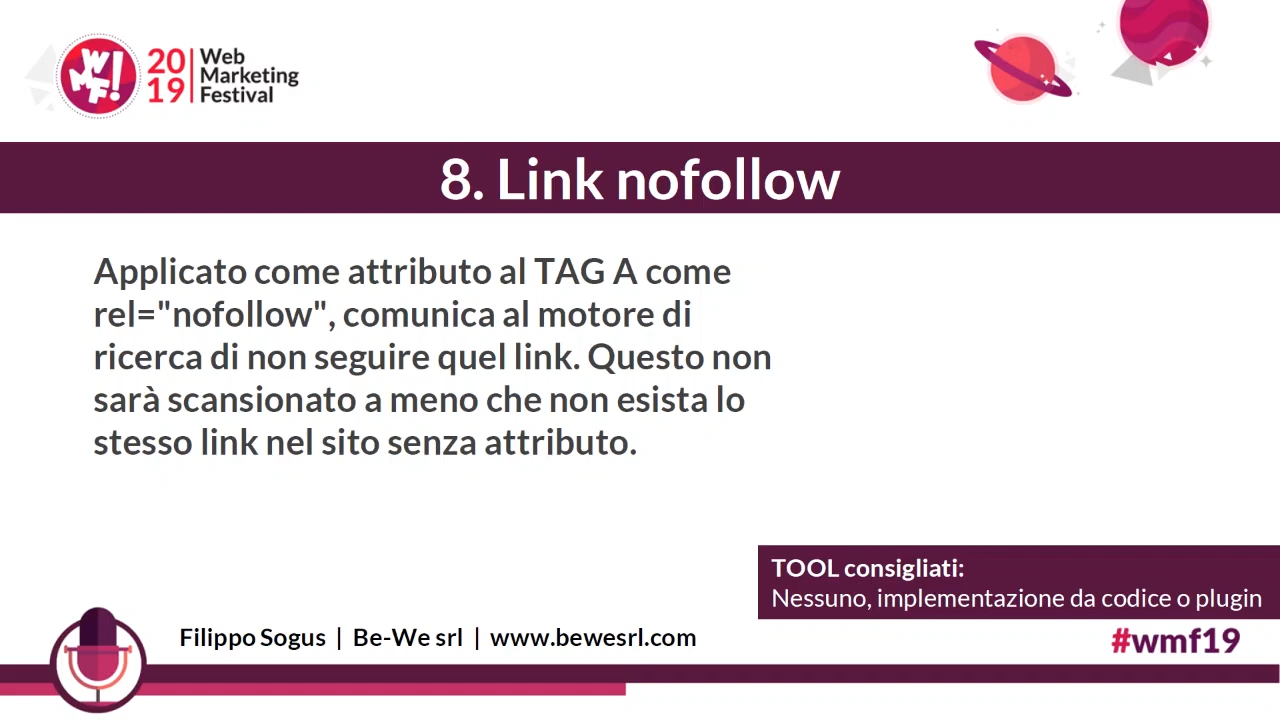 WMF!
2019
Web
Marketing
Festival
8. Link nofollow
Applicato come attributo al TAG A come
rel="nofollow", comunica al motore di
ricerca di non seguire quel link. Questo non
sarà scansionato a meno che non esista lo
stesso link nel sito senza attributo.
TOOL consigliati:
Nessuno, implementazione da codice o plugin
Filippo Sogus | Be-We srl | www.bewesrl.com
#wmf19